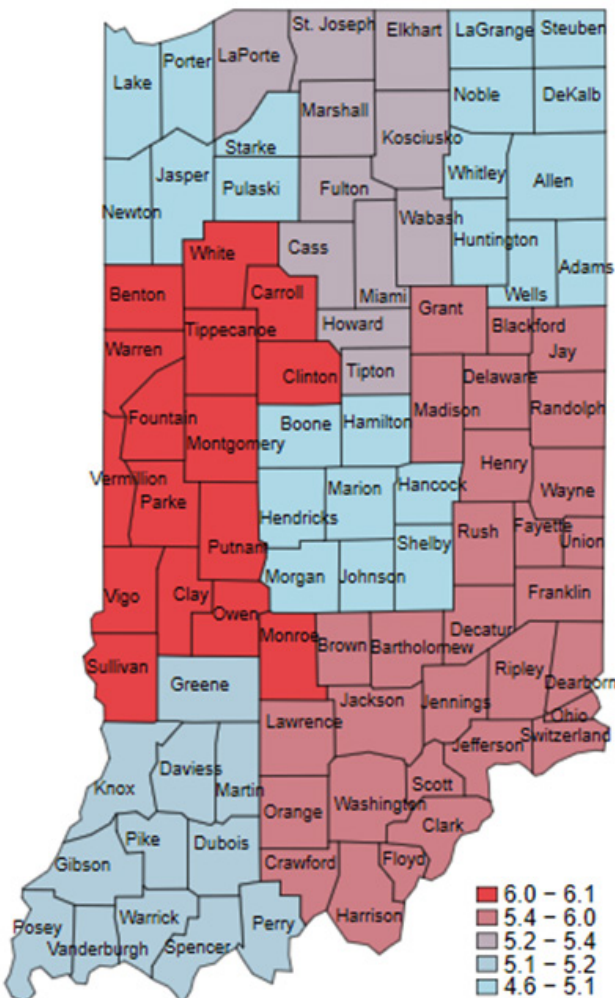 St. Joseph
Elkhart
LaGrange
Steuben
LaPorte
Porter
Lake
Noble
DeKalb
Marshall
Kosciusko
Starke
Jasper
Pulaski
Fulton
Whitley
Allen
Newton
Wabash
White
Cass
Huntington
Adams
Benton
Carroll
Miami
Wells
Grant
Howard
Blackford
Tippecanoe
Warren
Jay
Clinton
Tipton
Delaware
Madison
Randolph
Fountain
Boone
Hamilton
Montgomery
Henry
Vermillion
Marion
Hancock
Wayne
Parke
Hendricks
Rush
Fayette
Union
Putnam
Shelby
Morgan
Johnson
Vigo
Clay
Franklin
Owen
Monroe
Brown
Bartholomew
Decatur
Sullivan
Greene
Ripley
Dearborn
Jackson
Jennings
Ohio
Lawrence
Switzerland
Jefferson
Daviess
Knox
Martin
Scott
Orange
Washington
Clark
Pike
Dubois
Gibson
Crawford
Floyd
Harrison
Posey
Warrick
Perry
Vanderburgh
Spencer
6.0 – 6.1
5.4 – 6.0
5.2 – 5.4
5.1 – 5.2
4.6 – 5.1